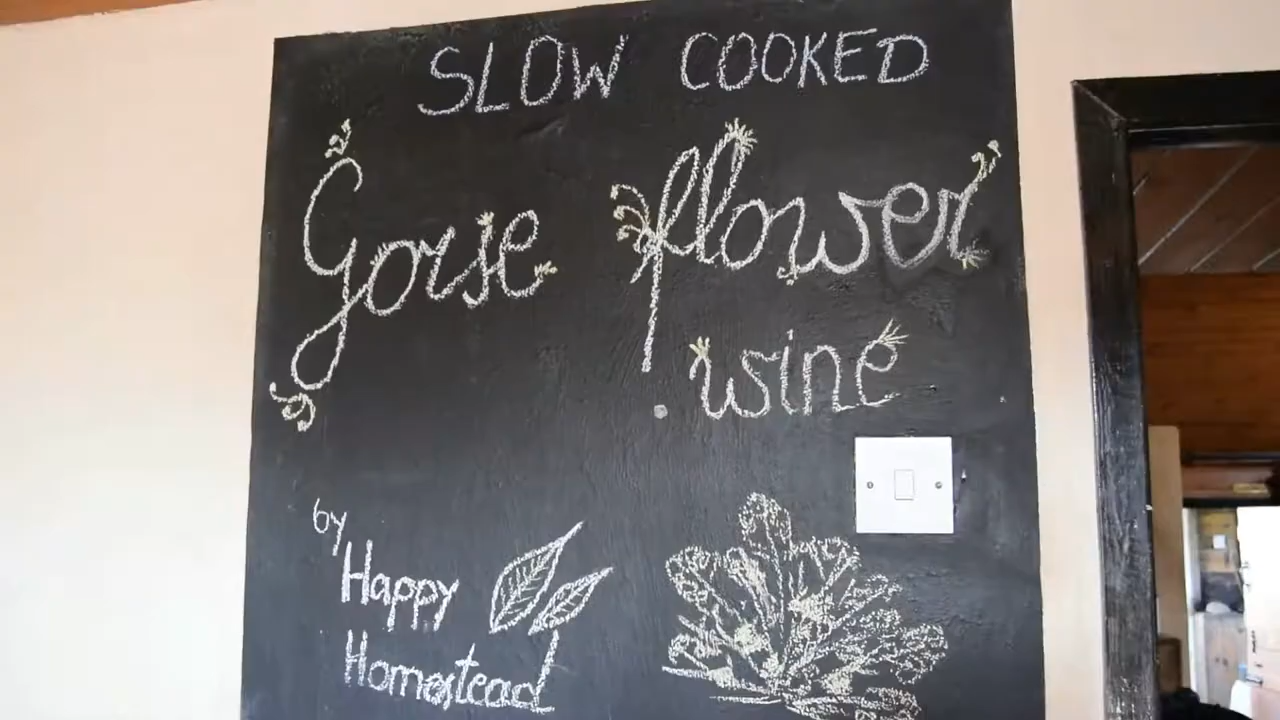 SLOW COOKED
Gorse flower
wine
by
Happy
Homestead